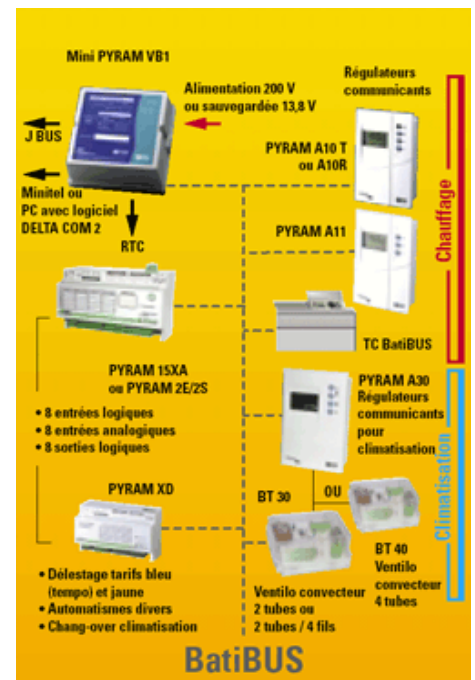 Mini PYRAM VB1
Alimentation 200 V
ou sauvegardée 13,8 V
J BUS
Minitel ou
PC avec logiciel
DELTA COM 2
RTC
Régulateurs
communicants
PYRAM A10 T
ou A10R
PYRAM A11
TC BatiBUS
Chauffage
PYRAM 15XA
ou PYRAM 2E/2S
• 8 entrées logiques
• 8 entrées analogiques
• 8 sorties logiques
PYRAM A30
Régulateurs
communicants
pour
climatisation
Climatisation
PYRAM XD
• Délestage tarifs bleu
(tempo) et jaune
• Automatismes divers
• Chang-over climatisation
BT 30
OU
BT 40
Ventilo
convecteur
4 tubes
Ventilo convecteur
2 tubes ou
2 tubes / 4 fils
BatiBUS